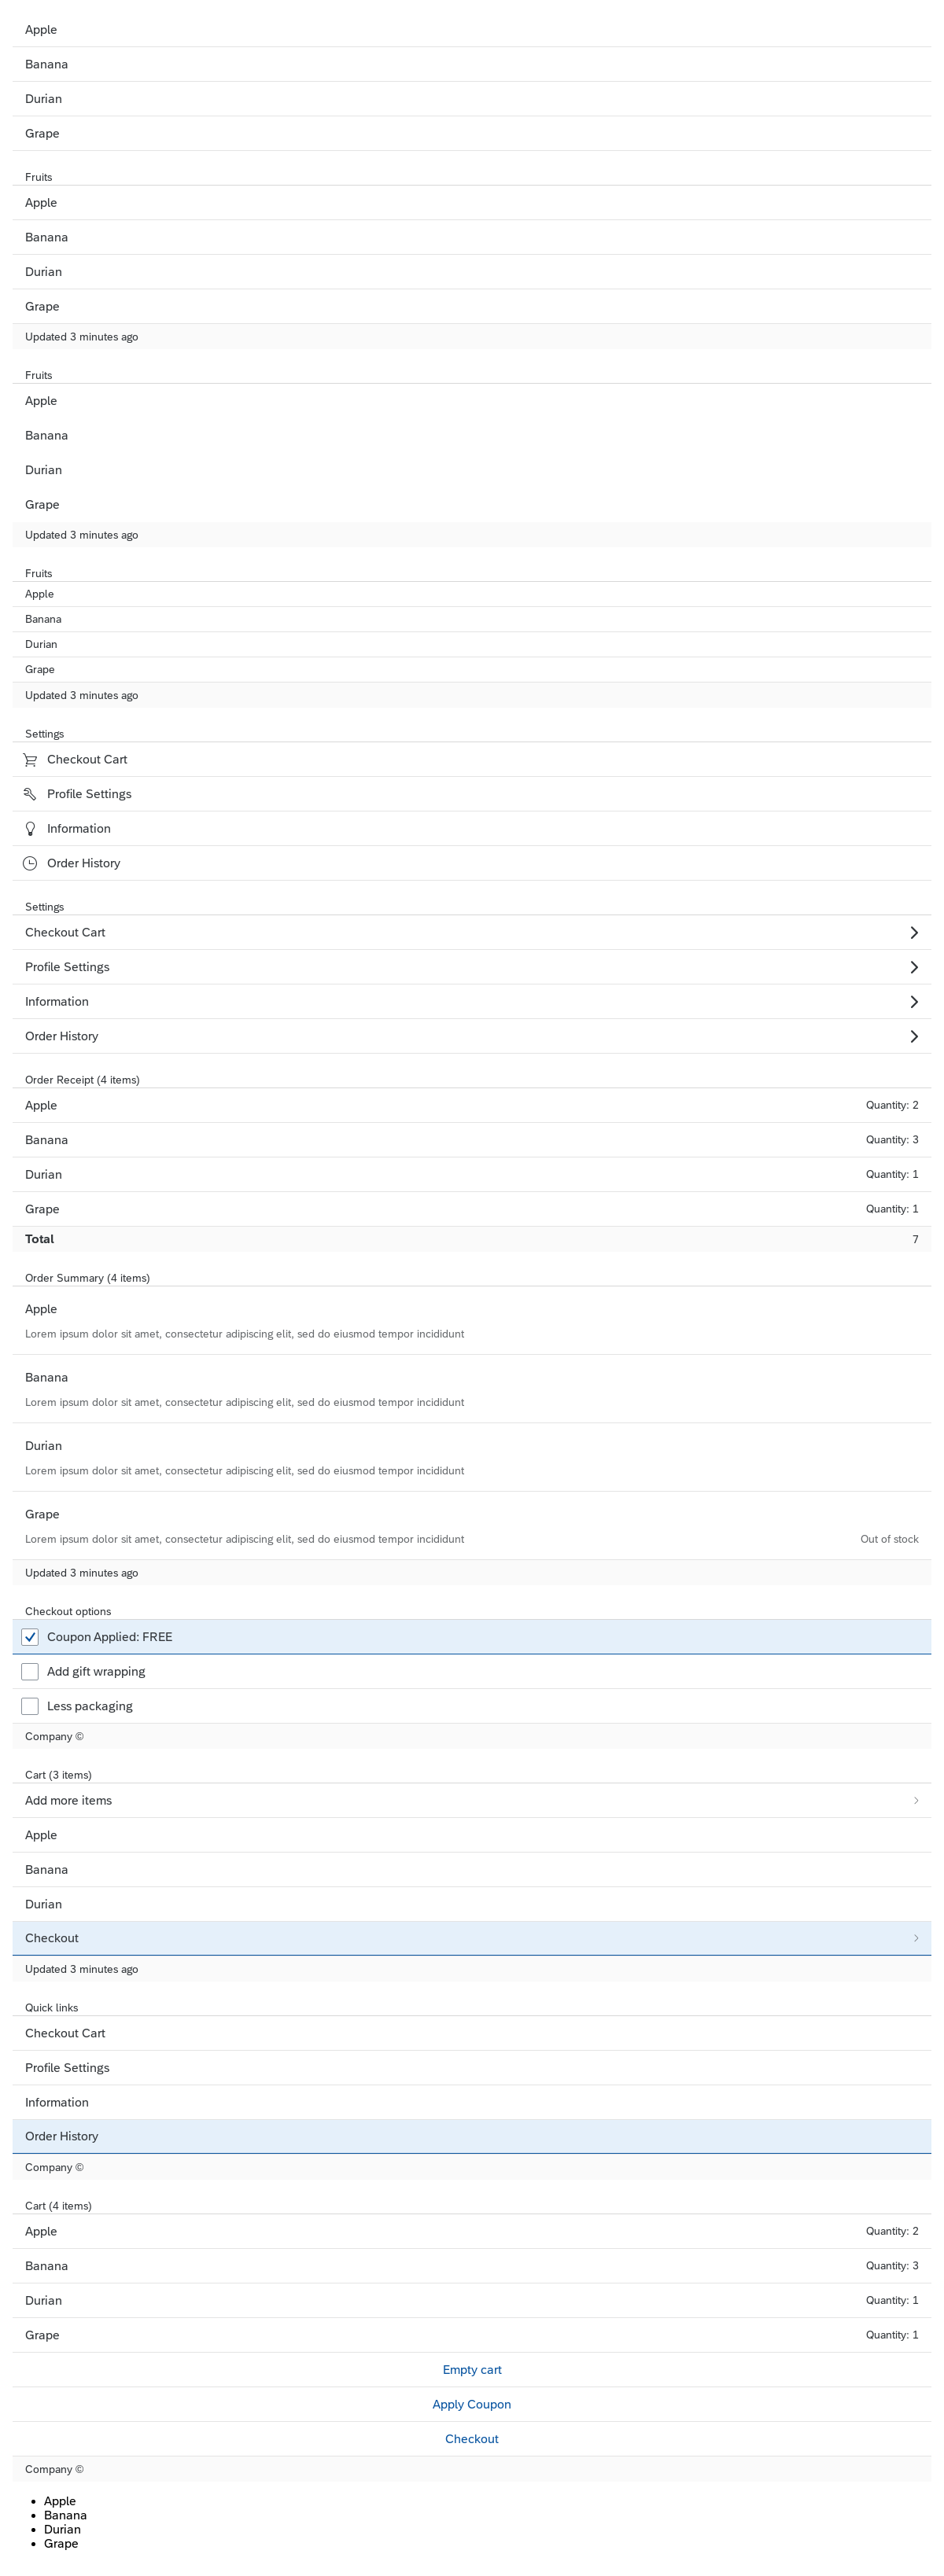 Apple
Banana
Durian
Grape
Fruits
Apple
Banana
Durian
Grape
Updated 3 minutes ago
Fruits
Apple
Banana
Durian
Grape
Updated 3 minutes ago
Fruits
Apple
Banana
Durian
Grape
Updated 3 minutes ago
Settings
Checkout Cart
Profile Settings
Information
Order History
Settings
Checkout Cart
Profile Settings
Information
Order History
Order Receipt (4 items)
Apple Quantity: 2
Banana Quantity: 3
Durian Quantity: 1
Grape Quantity: 1
Total 7
Order Summary (4 items)
Apple
Lorem ipsum dolor sit amet, consectetur adipiscing elit, sed do eiusmod tempor incididunt
Banana
Lorem ipsum dolor sit amet, consectetur adipiscing elit, sed do eiusmod tempor incididunt
Durian
Lorem ipsum dolor sit amet, consectetur adipiscing elit, sed do eiusmod tempor incididunt
Grape
Lorem ipsum dolor sit amet, consectetur adipiscing elit, sed do eiusmod tempor incididunt Out of stock
Updated 3 minutes ago
Checkout options
Coupon Applied: FREE
Add gift wrapping
Less packaging
Company ©
Cart (3 items)
Add more items
Apple
Banana
Durian
Checkout
Updated 3 minutes ago
Quick links
Checkout Cart
Profile Settings
Information
Order History
Company ©
Cart (4 items)
Apple Quantity: 2
Banana Quantity: 3
Durian Quantity: 1
Grape Quantity: 1
Empty cart
Apply Coupon
Checkout
Company ©
• Apple
• Banana
• Durian
• Grape